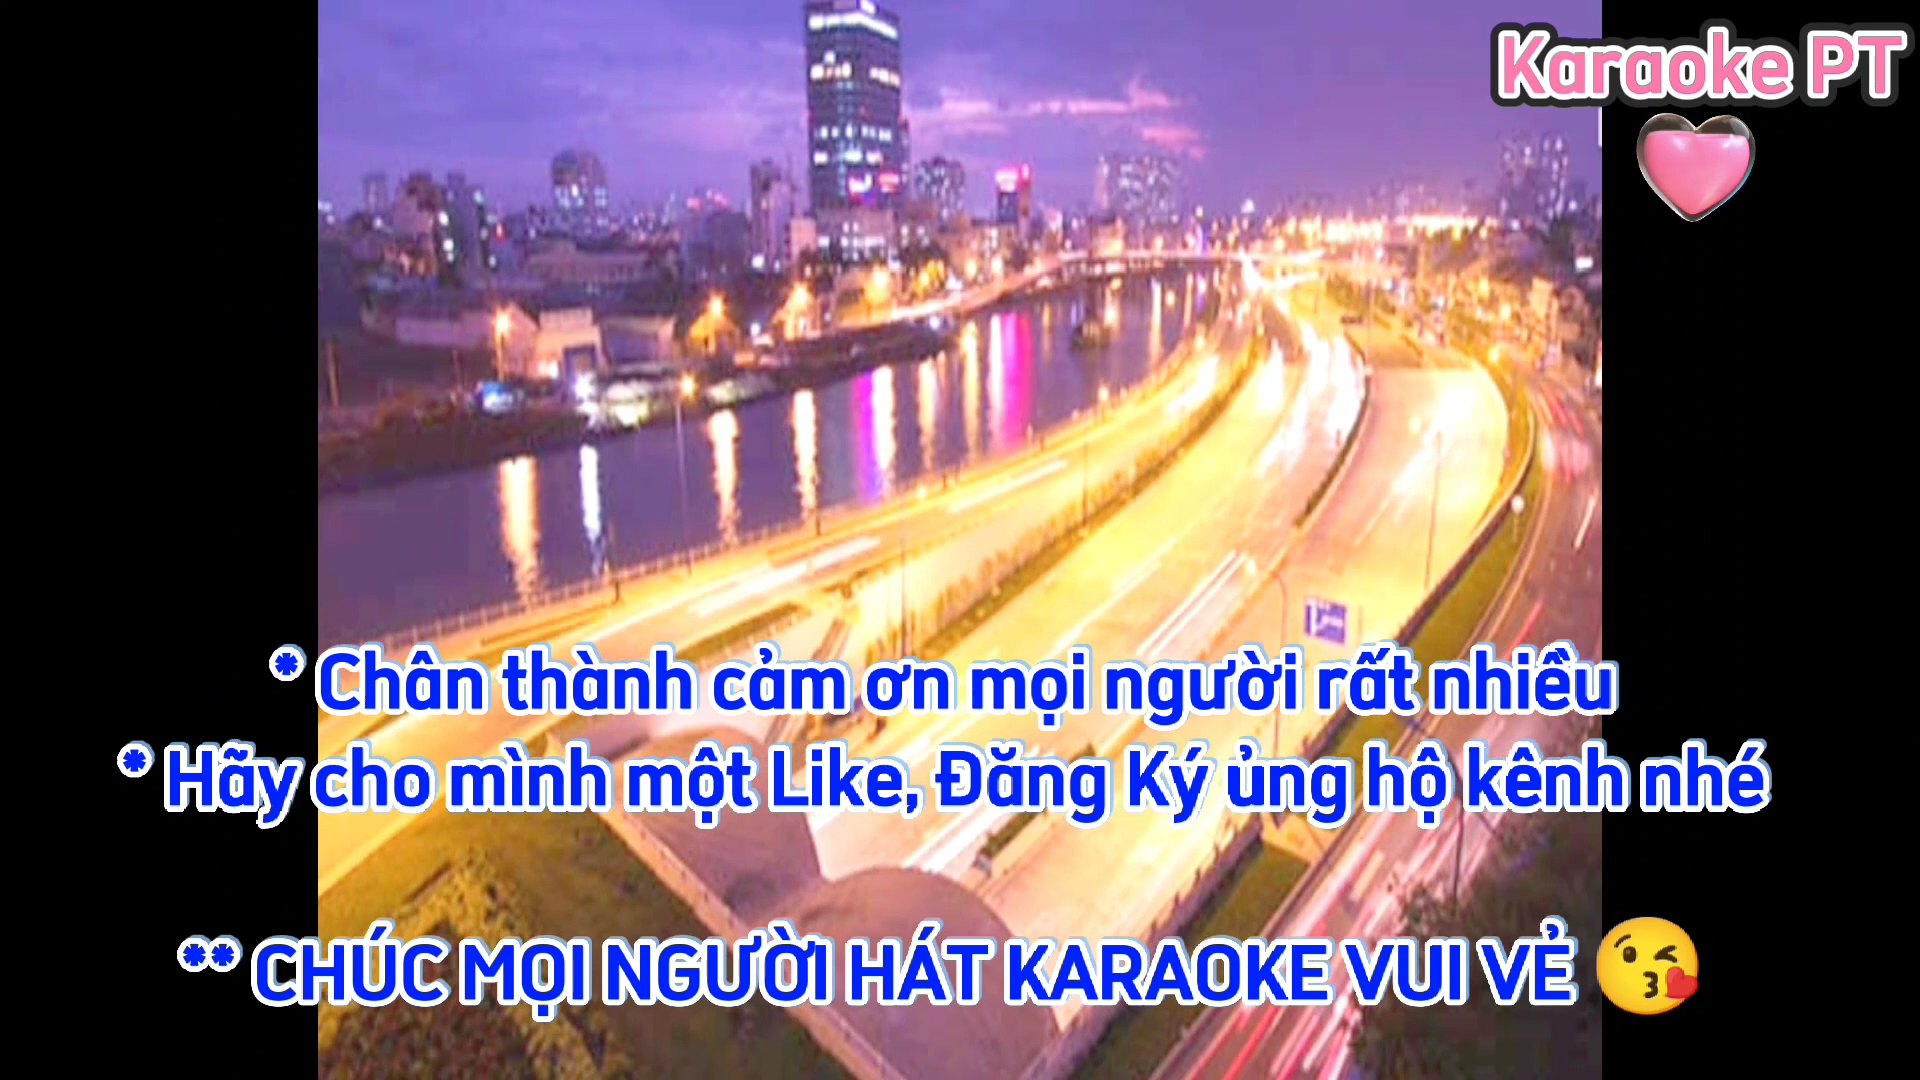 Karaoke PT
* Chân thành cảm ơn mọi người rất nhiều
* Hãy cho mình một Like, Đăng Ký ủng hộ kênh nhé
** CHÚC MỌI NGƯỜI HÁT KARAOKE VUI VẺ 😘